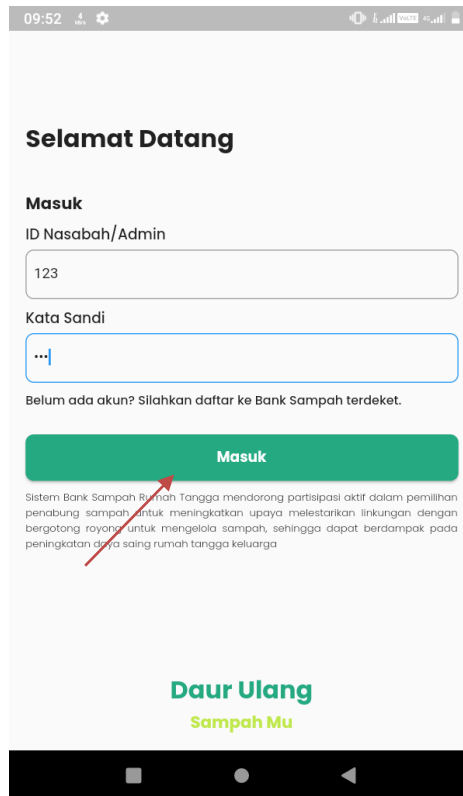 09:52
Selamat Datang
Masuk
ID Nasabah/Admin
123
Kata Sandi
•••
Belum ada akun? Silahkan daftar ke Bank Sampah terdeket.
Masuk
Sistem Bank Sampah Rumah Tangga mendorong partisipasi aktif dalam pemilihan
penabung sampah untuk meningkatkan upaya melestarikan linkungan dengan
bergotong royong untuk mengelola sampah, sehingga dapat berdampak pada
peningkatan daya saing rumah tangga keluarga
Daur Ulang
Sampah Mu